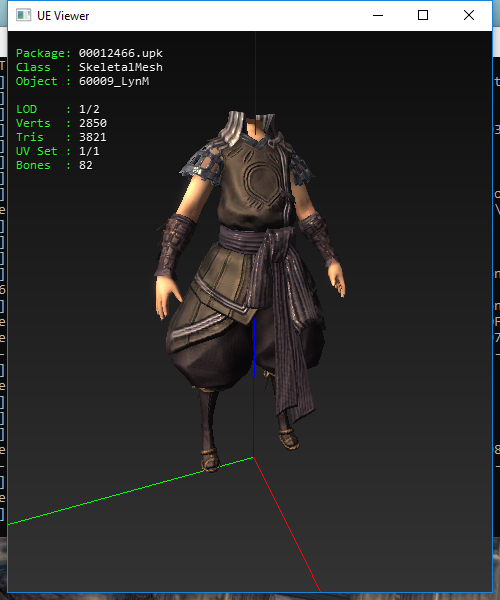 UE Viewer
Package: 00012466.upk
Class : SkeletalMesh
Object : 60009_LynM
LOD : 1/2
Verts : 2850
Tris : 3821
UV Set : 1/1
Bones : 82